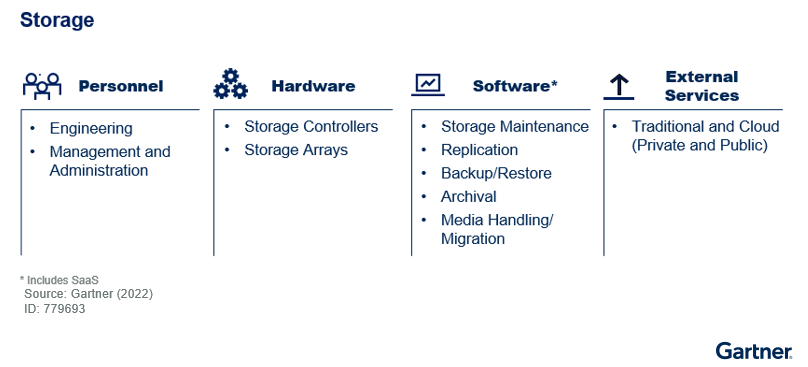 Storage
Personnel
• Engineering
• Management and
Administration
Hardware
• Storage Controllers
• Storage Arrays
Software*
• Storage Maintenance
• Replication
• Backup/Restore
• Archival
• Media Handling/
Migration
External
Services
• Traditional and Cloud
(Private and Public)
* Includes SaaS
Source: Gartner (2022)
ID: 779693
Gartner.